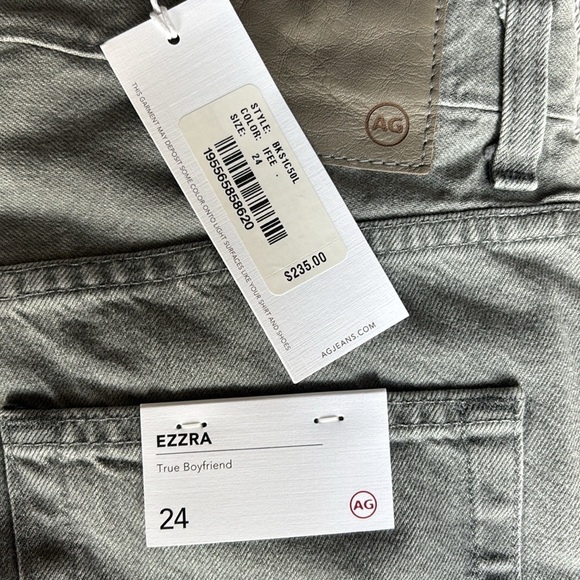 AG
STYLE: BKS1C50L
COLOR: IFEE
SIZE: 24
195565858620
$235.00
THIS GARMENT MAY DEPOSIT SOME COLOR ONTO LIGHT SURFACES LIKE YOUR SHIRT AND SHOES
AGJEANS.COM
EZZRA
True Boyfriend
24
AG